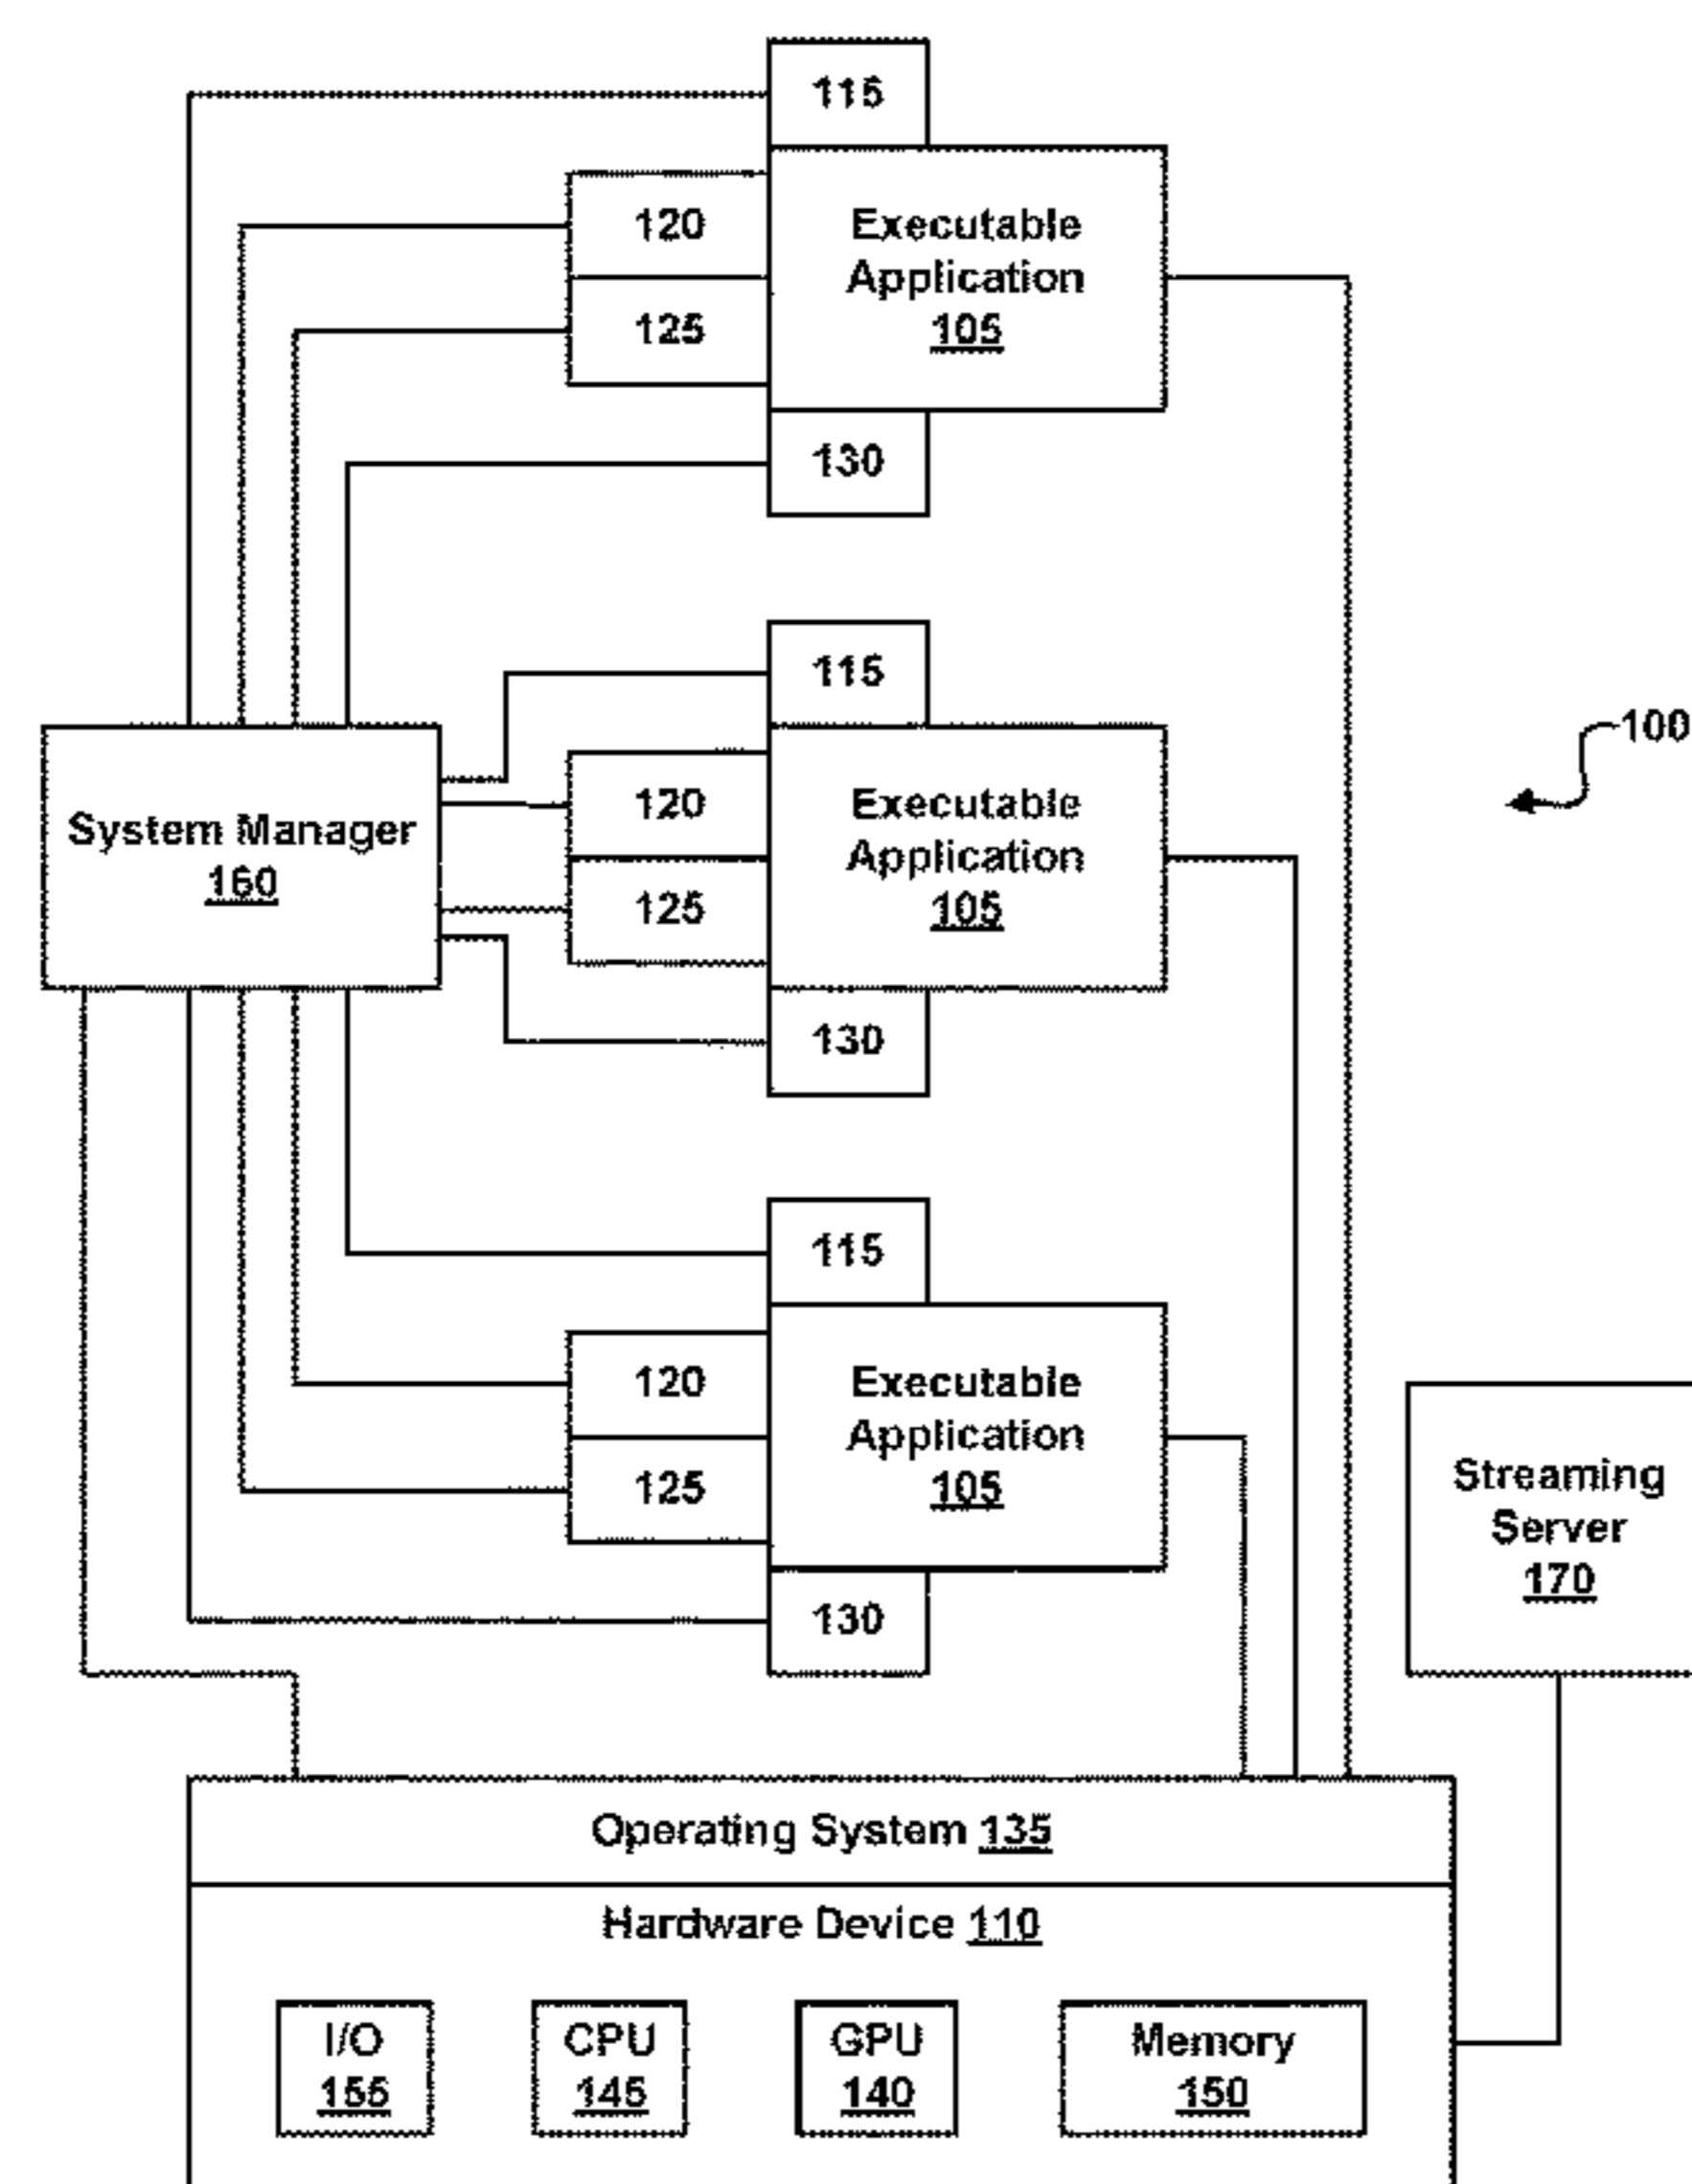 115
120
Executable
Application
105
125
130
115
100
120
Executable
Application
105
125
System Manager
160
130
115
120
Executable
Application
105
125
Streaming
Server
170
130
Operating System 135
Hardware Device 110
I/O
155
CPU
145
GPU
140
Memory
150